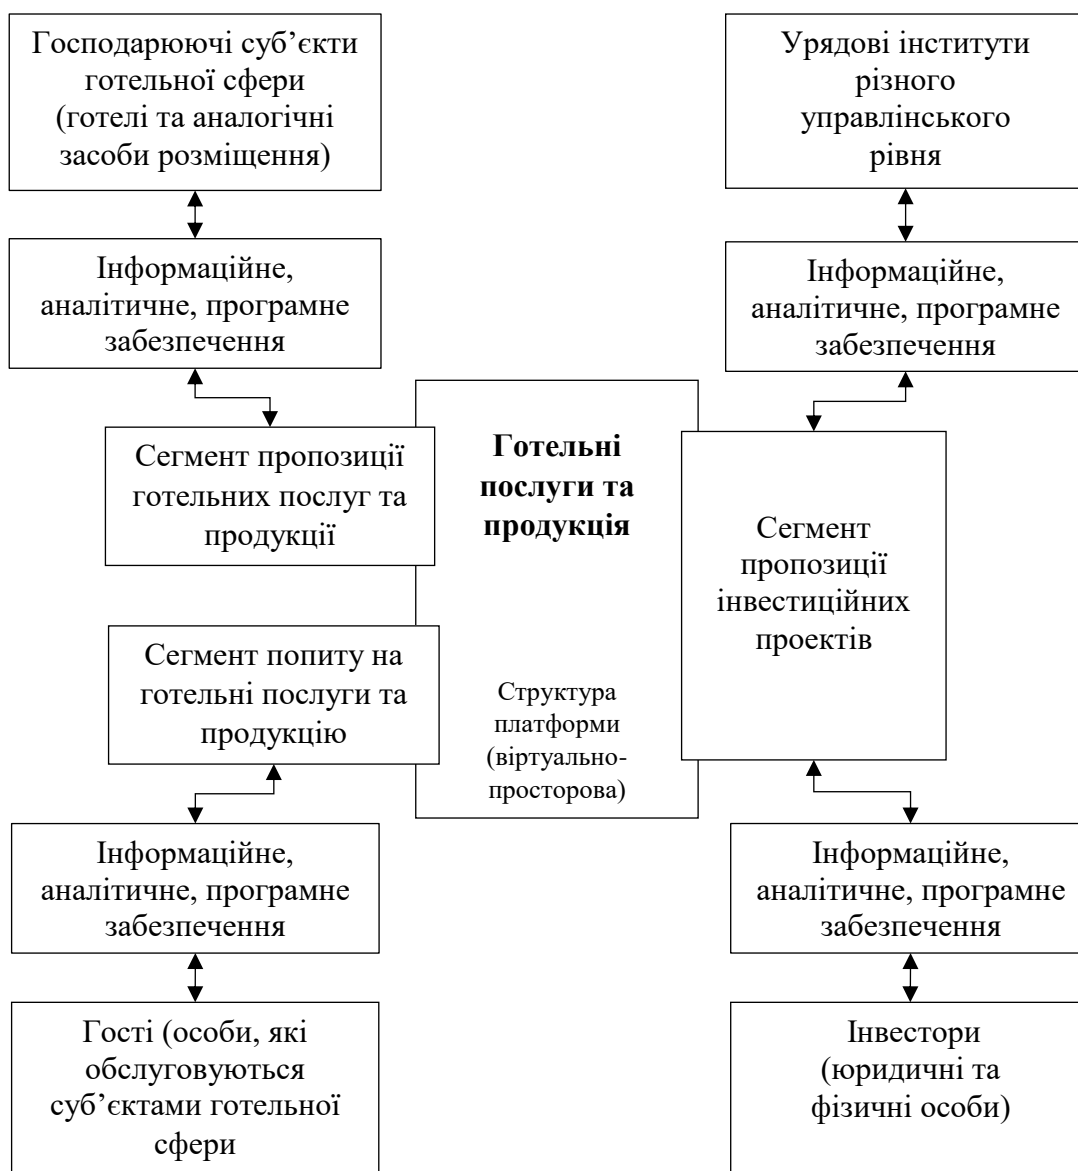 Господарюючі суб’єкти
готельної сфери
(готелі та аналогічні
засоби розміщення)
Урядові інститути
різного
управлінського
рівня
Інформаційне,
аналітичне, програмне
забезпечення
Інформаційне,
аналітичне, програмне
забезпечення
Сегмент пропозиції
готельних послуг та
продукції
Готельні
послуги та
продукція
Сегмент
пропозиції
інвестиційних
проектів
Сегмент попиту на
готельні послуги та
продукцію
Структура
платформи
(віртуально-
просторова)
Інформаційне,
аналітичне, програмне
забезпечення
Інформаційне,
аналітичне, програмне
забезпечення
Гості (особи, які
обслуговуються
суб’єктами готельної
сфери
Інвестори
(юридичні та
фізичні особи)